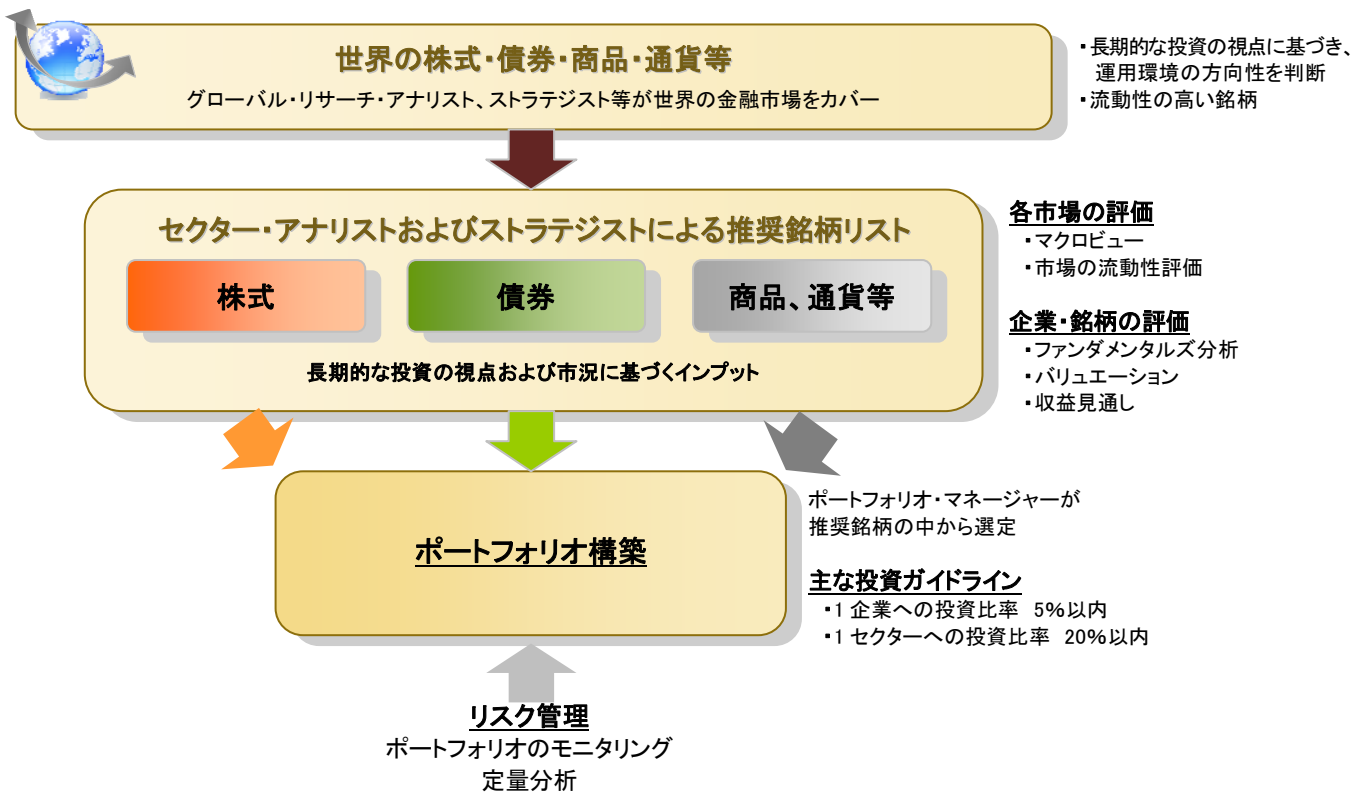 世界の株式・債券・商品・通貨等
グローバル・リサーチ・アナリスト、ストラテジスト等が世界の金融市場をカバー
・長期的な投資の視点に基づき、
運用環境の方向性を判断
・流動性の高い銘柄
セクター・アナリストおよびストラテジストによる推奨銘柄リスト
株式
債券
商品、通貨等
長期的な投資の視点および市況に基づくインプット
各市場の評価
・マクロビュー
・市場の流動性評価
企業・銘柄の評価
・ファンダメンタルズ分析
・バリュエーション
・収益見通し
ポートフォリオ構築
ポートフォリオ・マネージャーが
推奨銘柄の中から選定
主な投資ガイドライン
・1 企業への投資比率 5%以内
・1 セクターへの投資比率 20%以内
リスク管理
ポートフォリオのモニタリング
定量分析